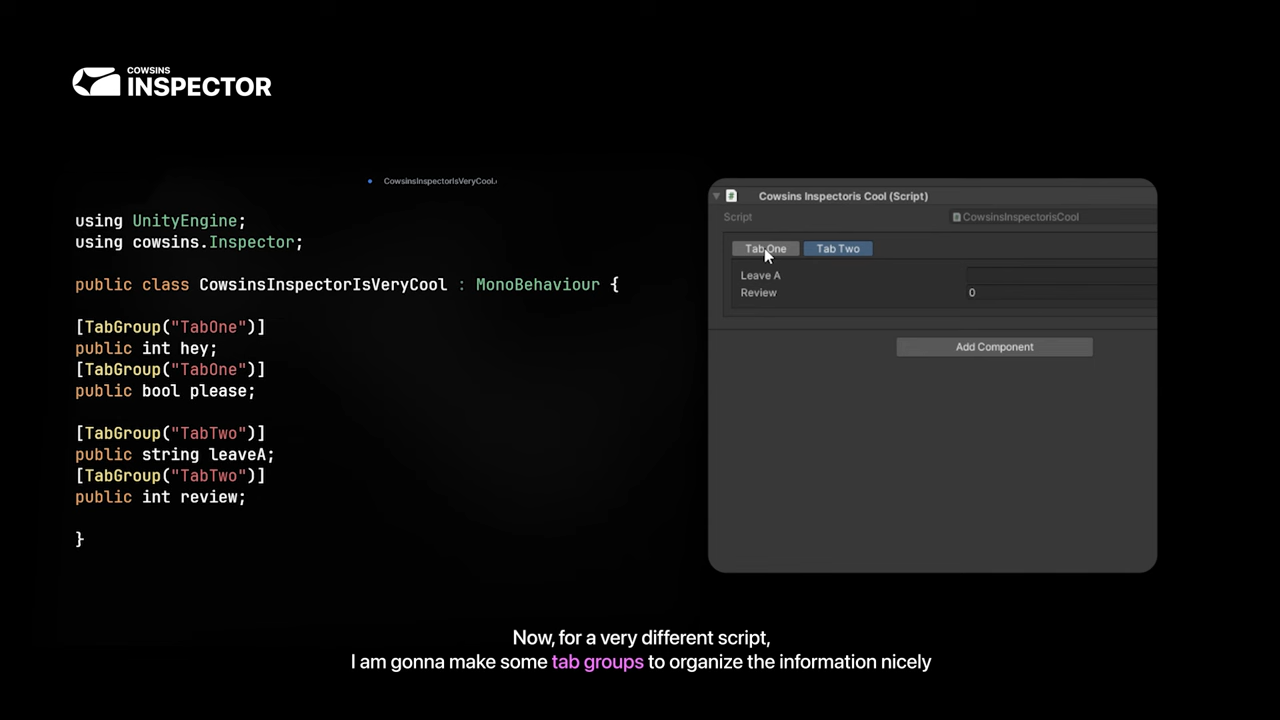 COWSINS
INSPECTOR
CowsinsInspectorIsVeryCool.
using UnityEngine;
using cowsins.Inspector;
public class CowsinsInspectorIsVeryCool : MonoBehaviour {
[TabGroup("TabOne")]
public int hey;
[TabGroup("TabOne")]
public bool please;
[TabGroup("TabTwo")]
public string leaveA;
[TabGroup("TabTwo")]
public int review;
}
Cowsins Inspectoris Cool (Script)
Script CowsinsInspectorisCool
Tab One Tab Two
Leave A
Review 0
Add Component
Now, for a very different script,
I am gonna make some tab groups to organize the information nicely